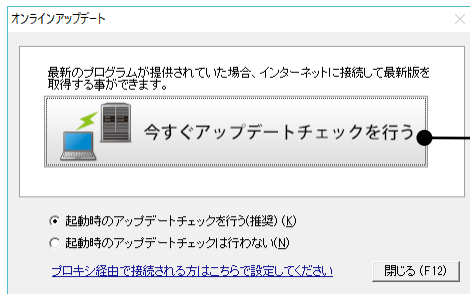 オンラインアップデート
最新のプログラムが提供されていた場合、インターネットに接続して最新版を
取得する事ができます。
今すぐアップデートチェックを行う
起動時のアップデートチェックを行う(推奨) (K)
起動時のアップデートチェックは行わない(N)
プロキシ経由で接続される方はこちらで設定してください
閉じる (F12)